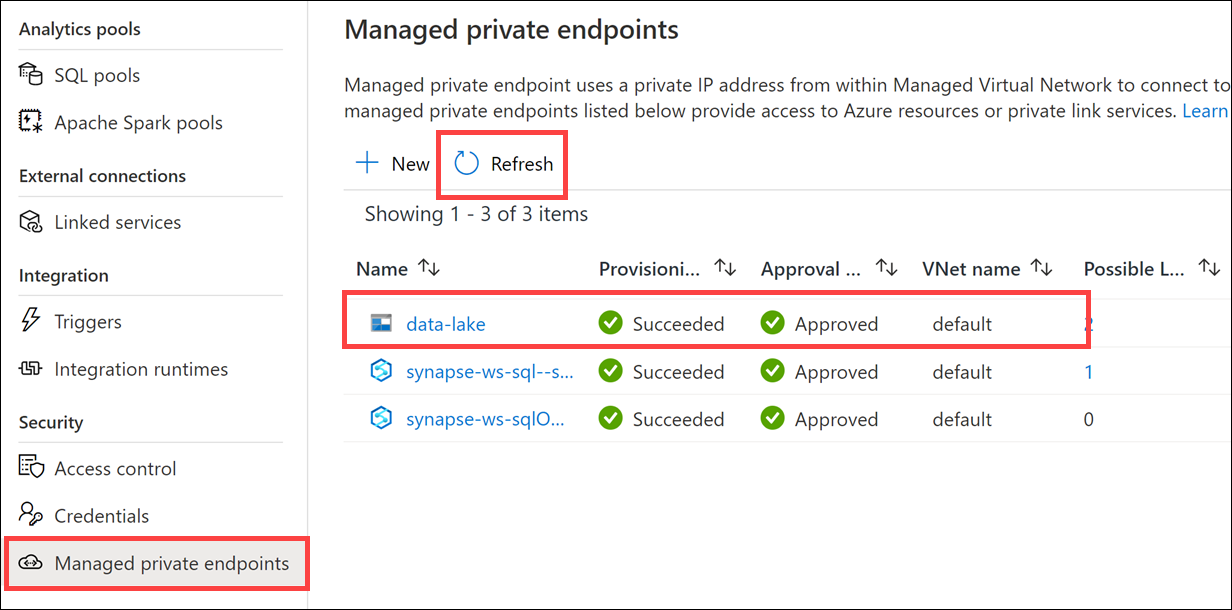 Analytics pools
SQL pools
Apache Spark pools
External connections
Linked services
Integration
Triggers
Integration runtimes
Security
Access control
Credentials
Managed private endpoints
Managed private endpoints
Managed private endpoint uses a private IP address from within Managed Virtual Network to connect to
managed private endpoints listed below provide access to Azure resources or private link services. Learn
New Refresh
Showing 1 - 3 of 3 items
Name Provisioni... Approval ... VNet name Possible L...
data-lake Succeeded Approved default 2
synapse-ws-sql--s... Succeeded Approved default 1
synapse-ws-sqlO... Succeeded Approved default 0